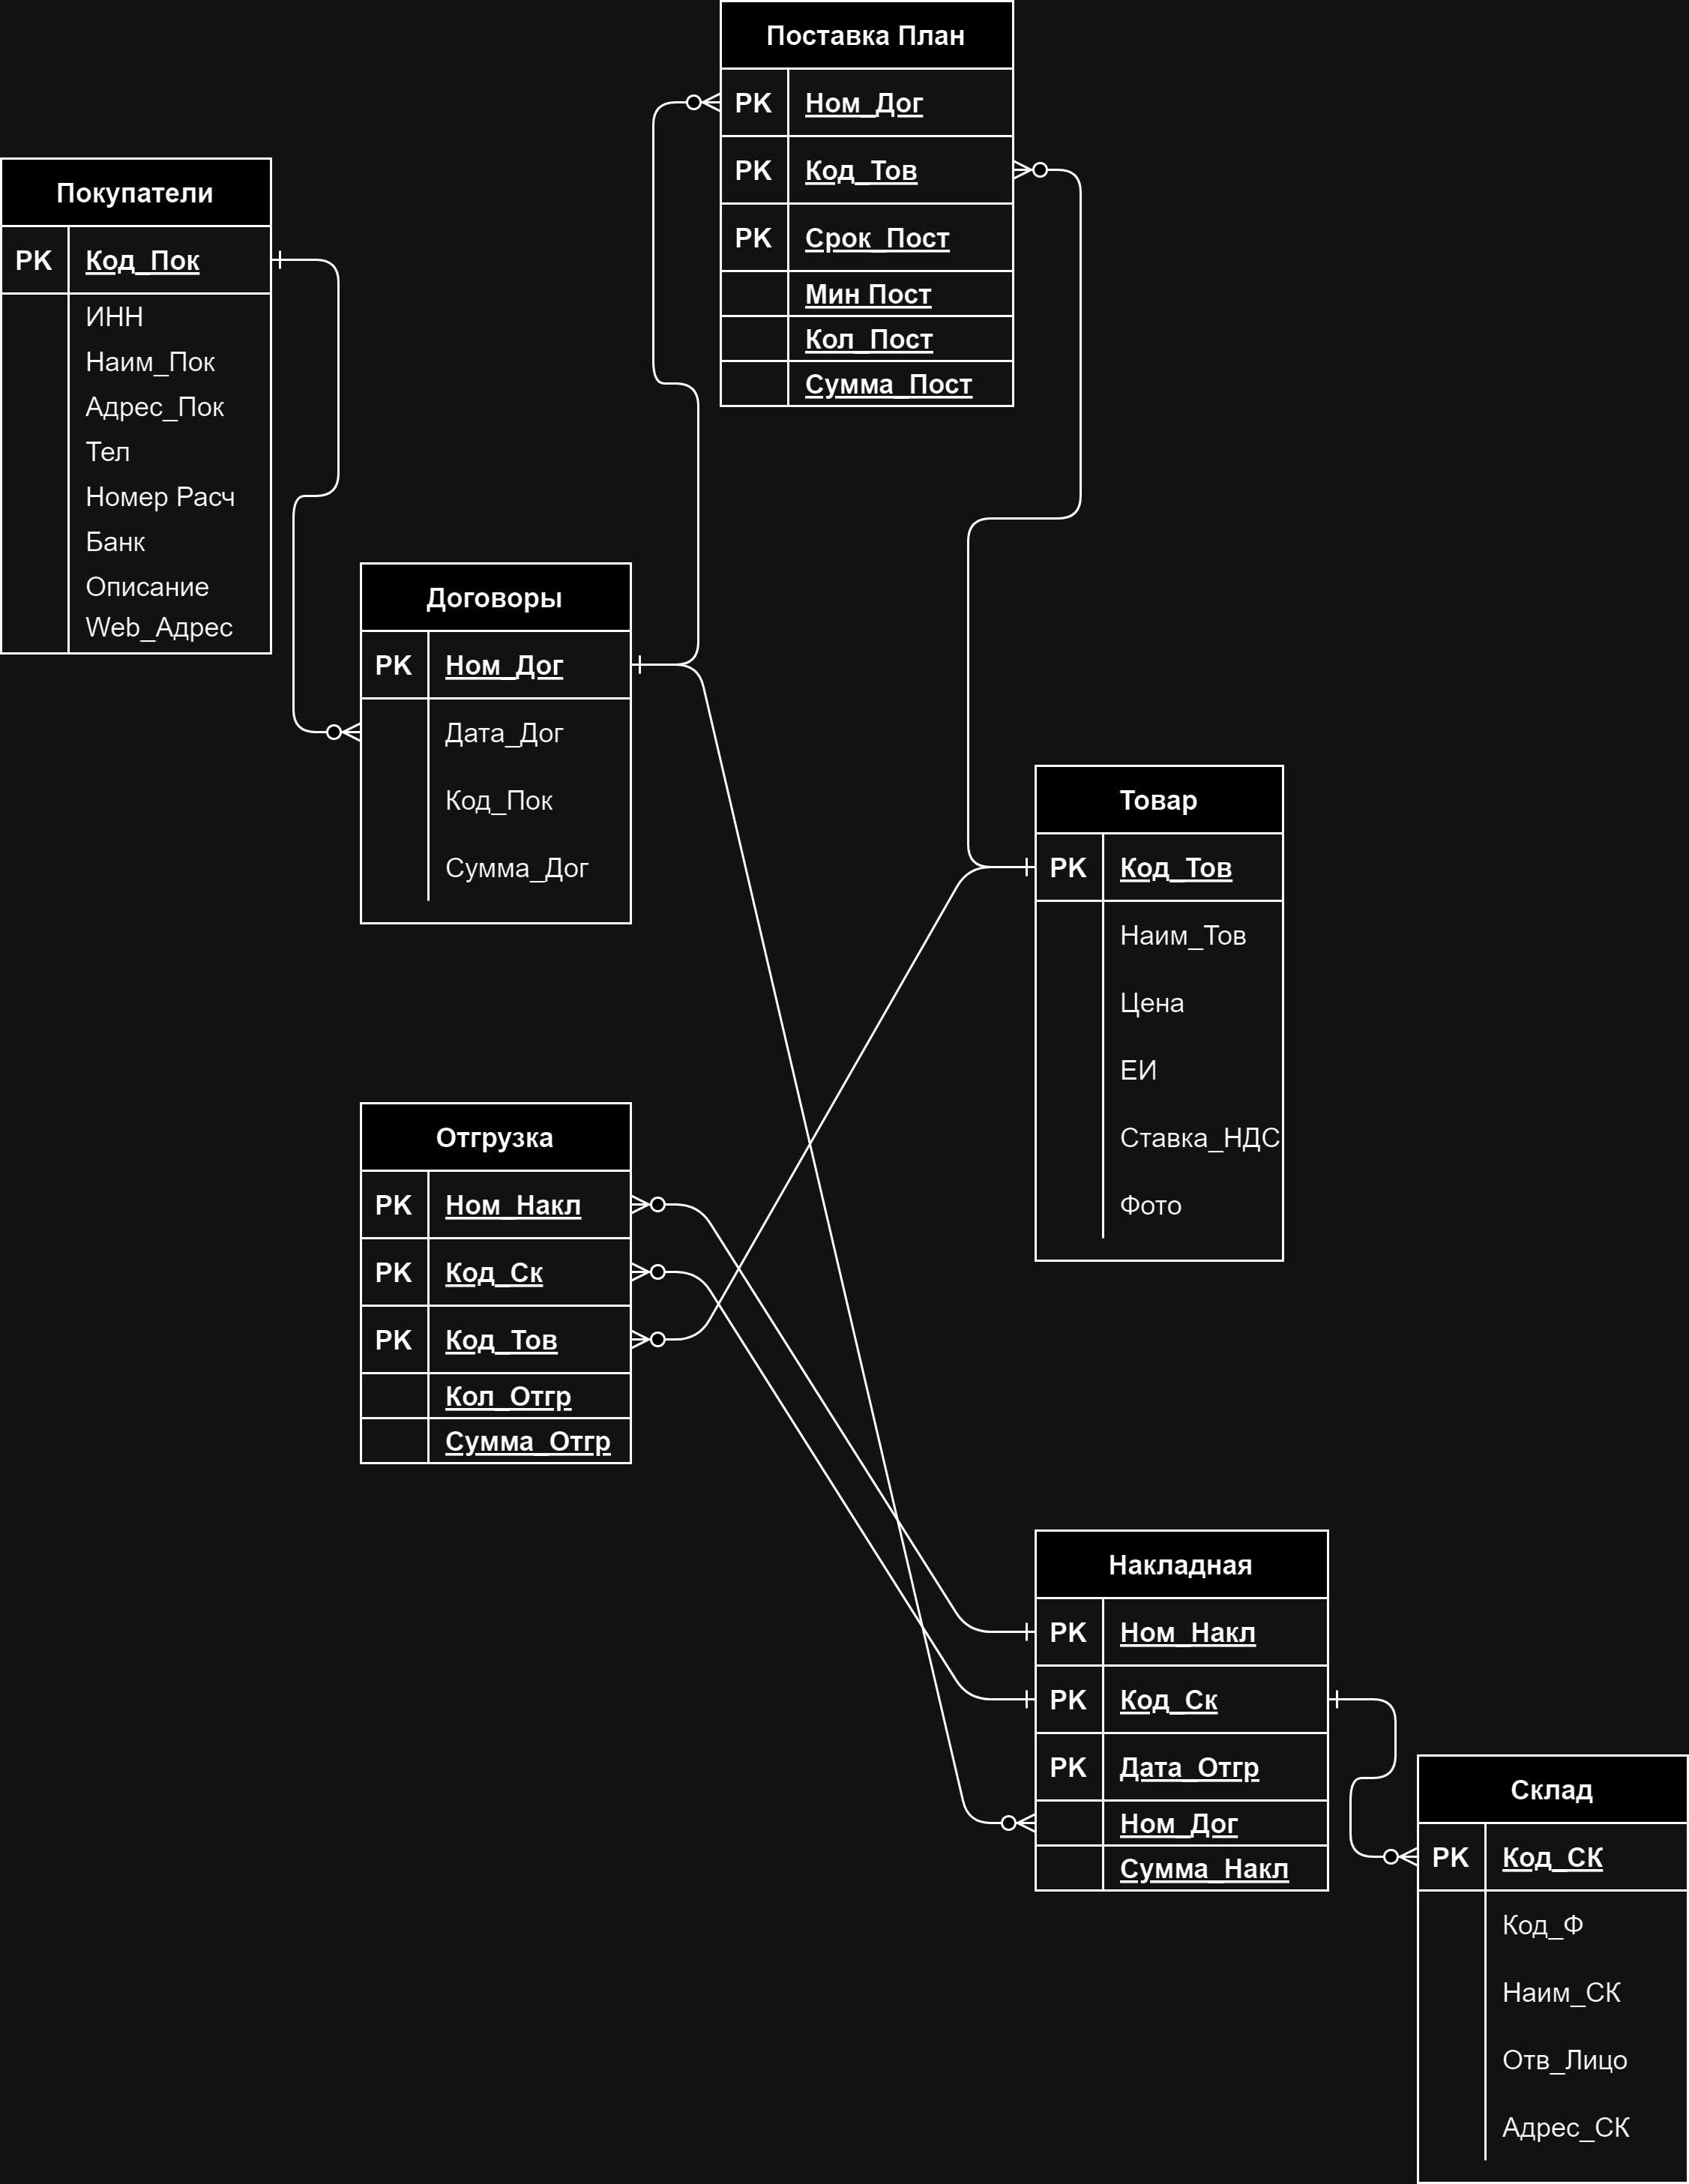 Поставка План
PK Ном_Дог
PK Код_Тов
PK Срок_Пост
Мин Пост
Кол_Пост
Сумма_Пост
Покупатели
PK Код_Пок
ИНН
Наим_Пок
Адрес_Пок
Тел
Номер Расч
Банк
Описание
Web_Адрес
Договоры
PK Ном_Дог
Дата_Дог
Код_Пок
Сумма_Дог
Товар
PK Код_Тов
Наим_Тов
Цена
ЕИ
Ставка_НДС
Фото
Отгрузка
PK Ном_Накл
PK Код_Ск
PK Код_Тов
Кол_Отгр
Сумма_Отгр
Накладная
PK Ном_Накл
PK Код_Ск
PK Дата_Отгр
Ном_Дог
Сумма_Накл
Склад
PK Код_СК
Код_Ф
Наим_СК
Отв_Лицо
Адрес_СК